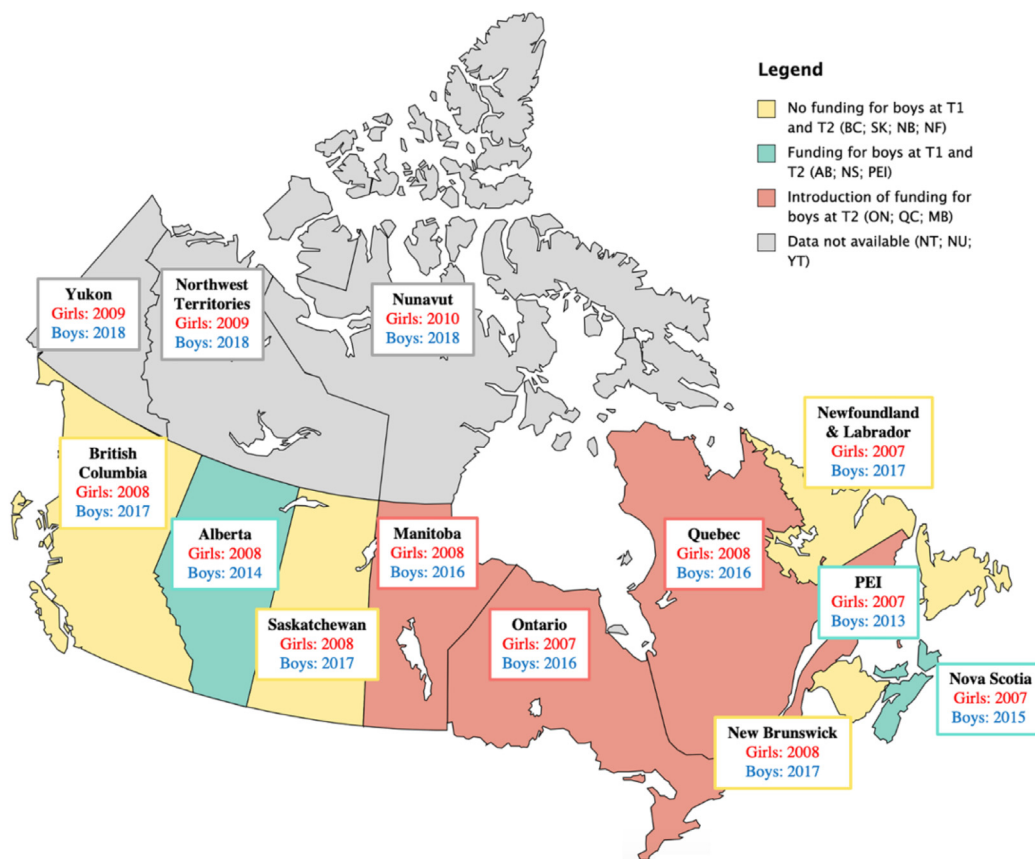 Legend
No funding for boys at T1
and T2 (BC; SK; NB; NF)
Funding for boys at T1 and
T2 (AB; NS; PEI)
Introduction of funding for
boys at T2 (ON; QC; MB)
Data not available (NT; NU;
YT)
Yukon
Girls: 2009
Boys: 2018
Northwest
Territories
Girls: 2009
Boys: 2018
Nunavut
Girls: 2010
Boys: 2018
Newfoundland
& Labrador
Girls: 2007
Boys: 2017
British
Columbia
Girls: 2008
Boys: 2017
Alberta
Girls: 2008
Boys: 2014
Manitoba
Girls: 2008
Boys: 2016
Quebec
Girls: 2008
Boys: 2016
PEI
Girls: 2007
Boys: 2013
Saskatchewan
Girls: 2008
Boys: 2017
Ontario
Girls: 2007
Boys: 2016
Nova Scotia
Girls: 2007
Boys: 2015
New Brunswick
Girls: 2008
Boys: 2017